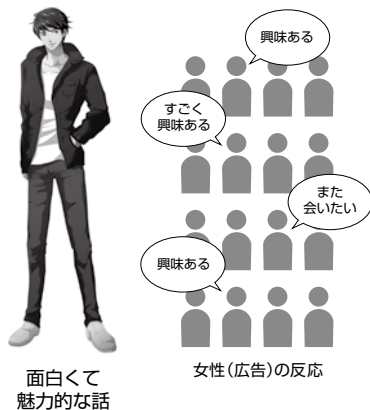 興味ある
すごく
興味ある
また
会いたい
興味ある
面白くて
魅力的な話
女性（広告）の反応